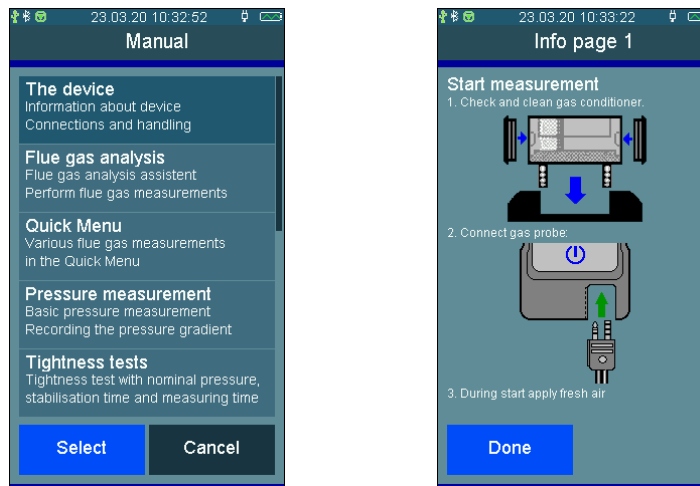 23.03.20 10:32:52
Manual
The device
Information about device
Connections and handling
Flue gas analysis
Flue gas analysis assistent
Perform flue gas measurements
Quick Menu
Various flue gas measurements
in the Quick Menu
Pressure measurement
Basic pressure measurement
Recording the pressure gradient
Tightness tests
Tightness test with nominal pressure,
stabilisation time and measuring time
Select
Cancel
23.03.20 10:33:22
Info page 1
Start measurement
1. Check and clean gas conditioner.
2. Connect gas probe:
3. During start apply fresh air
Done